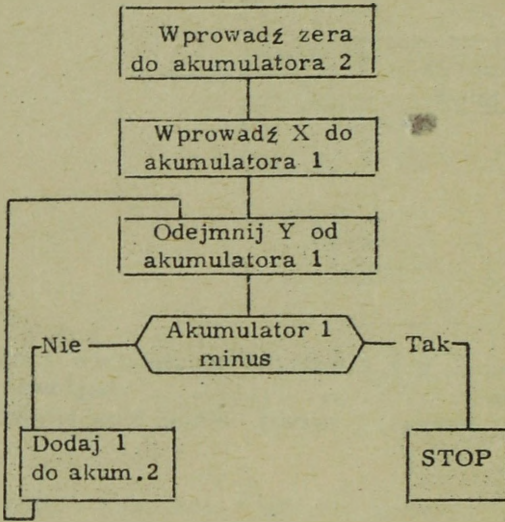 Wprowadź zera
do akumulatora 2
Wprowadź X do
akumulatora 1
Odejmnij Y od
akumulatora 1
Akumulator 1
minus
Nie
Tak
Dodaj 1
do akum.2
STOP